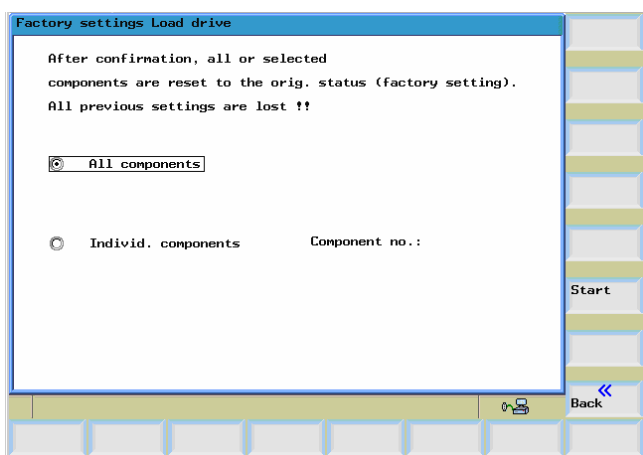 Factory settings Load drive
After confirmation, all or selected
components are reset to the orig. status (factory setting).
All previous settings are lost !!
All components
Individ. components Component no.:
Start
Back